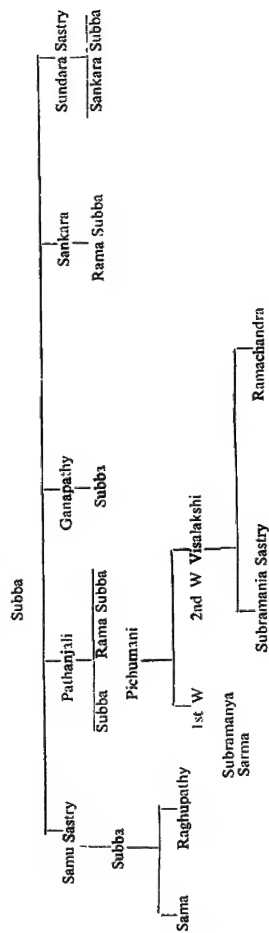 Subba
Samu Sastry Pathanjali Ganapathy Sankara Sundara Sastry
Subba Subba Rama Subba Subba Rama Subba Sankara Subba
Pichumani
Sama Raghupathy 1st W 2nd W Visalakshi
Subramanya
Sarma
Subramania Sastry Ramachandra